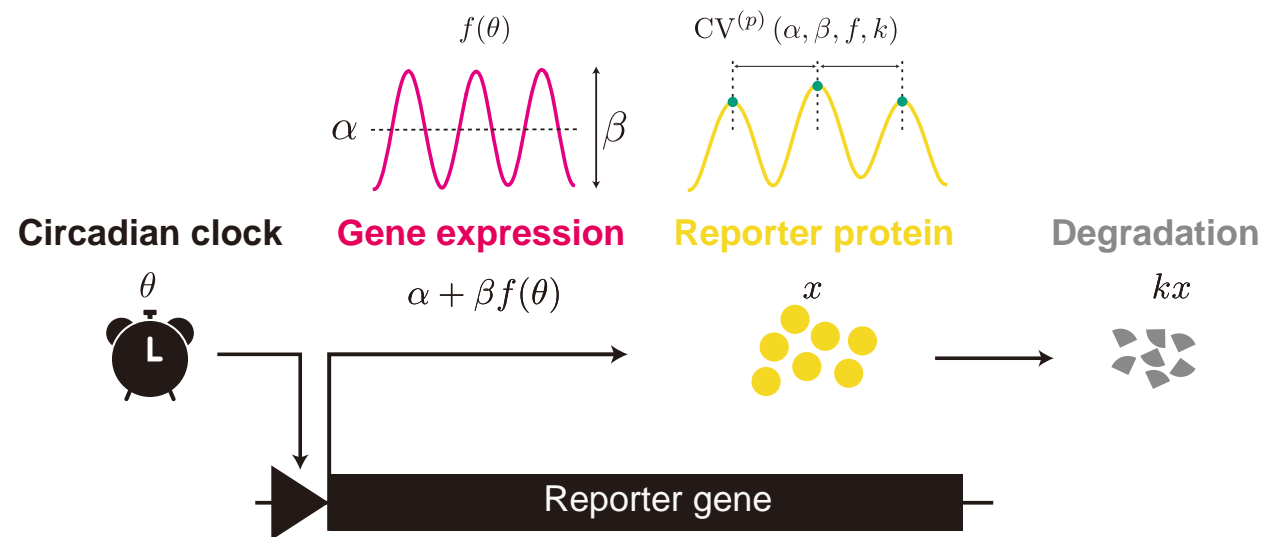 f(θ)
CV^(p) (α, β, f, k)
α
β
Circadian clock
Gene expression
Reporter protein
Degradation
θ
α + βf(θ)
x
kx
Reporter gene